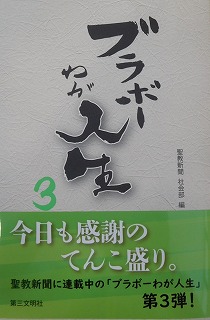 ブラボー
わが
人生
3
聖教新聞 社会部 編
今日も感謝の
てんこ盛り。
聖教新聞に連載中の「ブラボーわが人生」
第3弾!
第三文明社